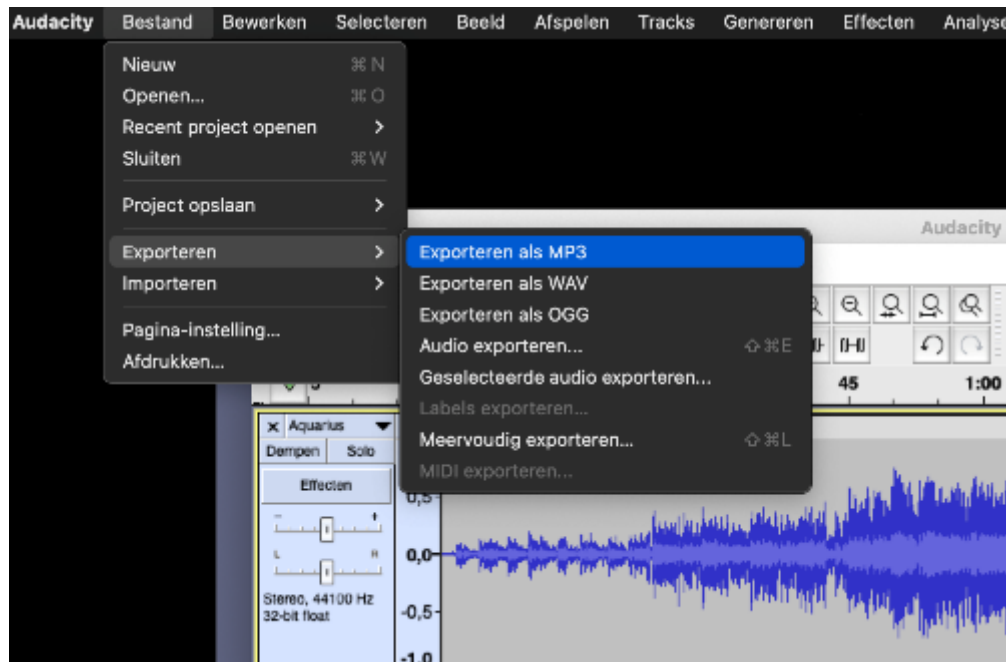 Audacity Bestand Bewerken Selecteren Beeld Afspelen Tracks Genereren Effecten Analyse
Nieuw ⌘ N
Openen... ⌘ O
Recent project openen >
Sluiten ⌘ W
Project opslaan >
Exporteren >
Importeren >
Pagina-instelling...
Afdrukken...
Audacity
Exporteren als MP3
Exporteren als WAV
Exporteren als OGG
Audio exporteren... ⇧ ⌘ E
Geselecteerde audio exporteren...
Labels exporteren...
Meervoudig exporteren... ⇧ ⌘ L
MIDI exporteren...
45 1:00
x Aquarius
Dempen Solo
Effecten
- +
L R
Stereo, 44100 Hz
32-bit float
0,5-
0,0-
-0,5-
-1,0